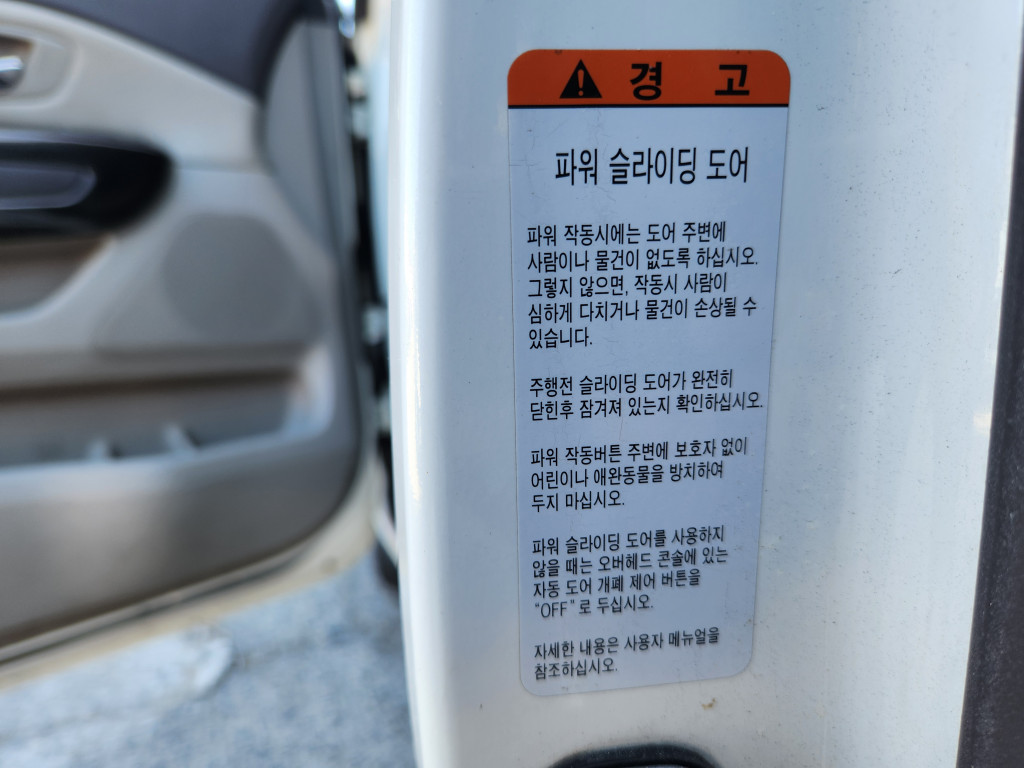 경 고
파워 슬라이딩 도어
파워 작동시에는 도어 주변에
사람이나 물건이 없도록 하십시오.
그렇지 않으면, 작동시 사람이
심하게 다치거나 물건이 손상될 수
있습니다.
주행전 슬라이딩 도어가 완전히
닫힌후 잠겨져 있는지 확인하십시오.
파워 작동버튼 주변에 보호자 없이
어린이나 애완동물을 방치하여
두지 마십시오.
파워 슬라이딩 도어를 사용하지
않을 때는 오버헤드 콘솔에 있는
자동 도어 개폐 제어 버튼을
"OFF"로 두십시오.
자세한 내용은 사용자 메뉴얼을
참조하십시오.